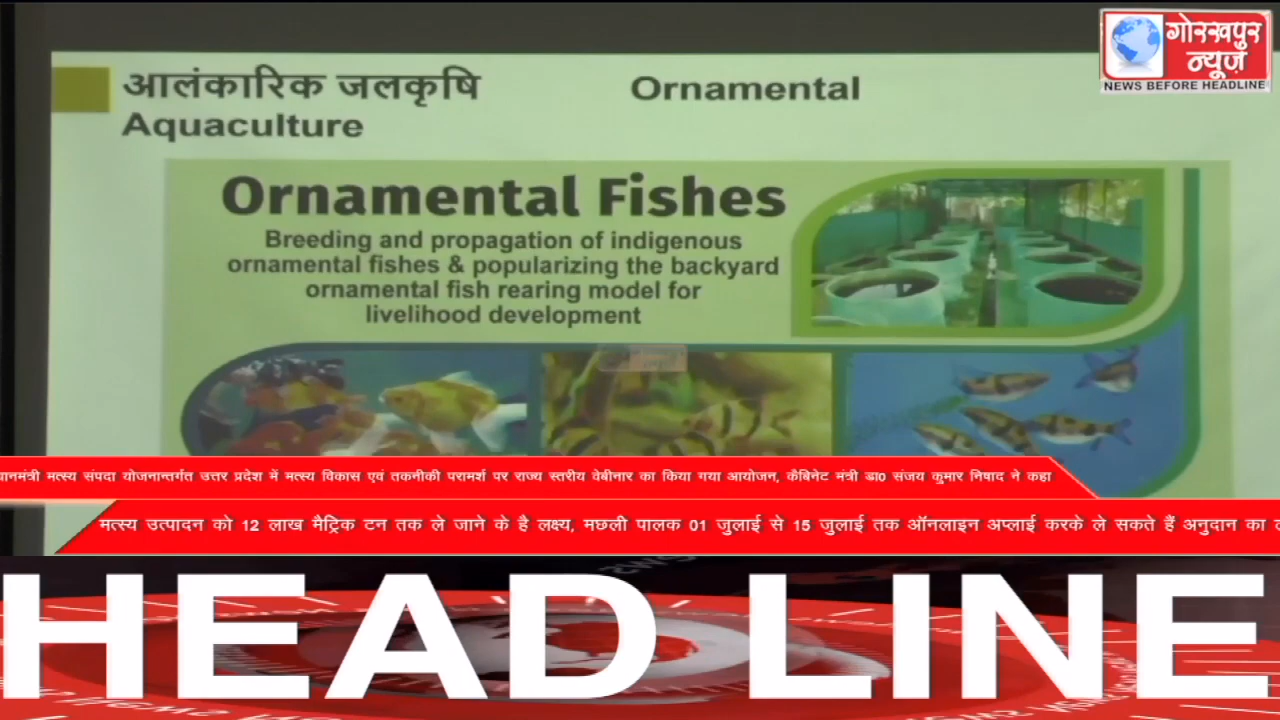 गोरखपुर
न्यूज़
NEWS BEFORE HEADLINE
आलंकारिक जलकृषि Ornamental
Aquaculture
Ornamental Fishes
Breeding and propagation of indigenous
ornamental fishes & popularizing the backyard
ornamental fish rearing model for
livelihood development
मत्स्य संपदा योजनान्तर्गत उत्तर प्रदेश में मत्स्य विकास एवं तकनीकी परामर्श पर राज्य स्तरीय वेबीनार का किया गया आयोजन, कैबिनेट मंत्री डा0 संजय कुमार निषाद ने कहा
मत्स्य उत्पादन को 12 लाख मैट्रिक टन तक ले जाने के है लक्ष्य, मछली पालक 01 जुलाई से 15 जुलाई तक ऑनलाइन अप्लाई करके ले सकते हैं अनुदान का
HEAD LINE